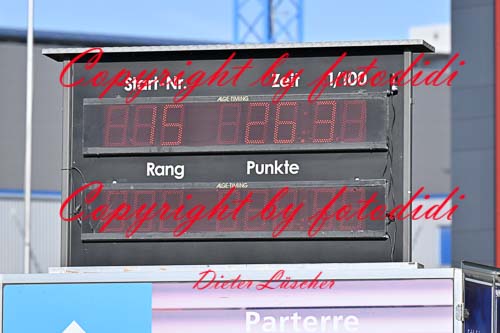 Copyright by fotodidi
Start-Nr. Zeit 1/100
ALGE-TIMING
15 26.3
Rang Punkte
ALGE-TIMING
Copyright by fotodidi
Dieter Lüscher
Parterre